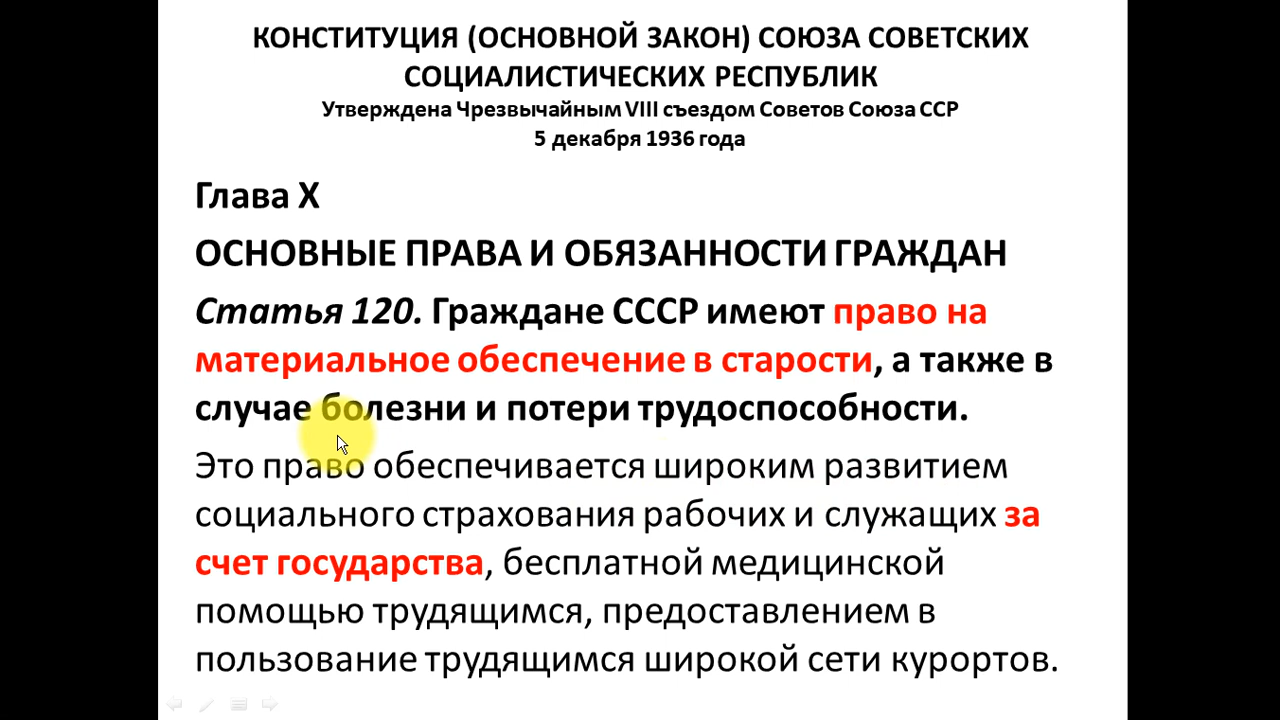 КОНСТИТУЦИЯ (ОСНОВНОЙ ЗАКОН) СОЮЗА СОВЕТСКИХ
СОЦИАЛИСТИЧЕСКИХ РЕСПУБЛИК
Утверждена Чрезвычайным VIII съездом Советов Союза ССР
5 декабря 1936 года
Глава X
ОСНОВНЫЕ ПРАВА И ОБЯЗАННОСТИ ГРАЖДАН
Статья 120. Граждане СССР имеют право на
материальное обеспечение в старости, а также в
случае болезни и потери трудоспособности.
Это право обеспечивается широким развитием
социального страхования рабочих и служащих за
счет государства, бесплатной медицинской
помощью трудящимся, предоставлением в
пользование трудящимся широкой сети курортов.